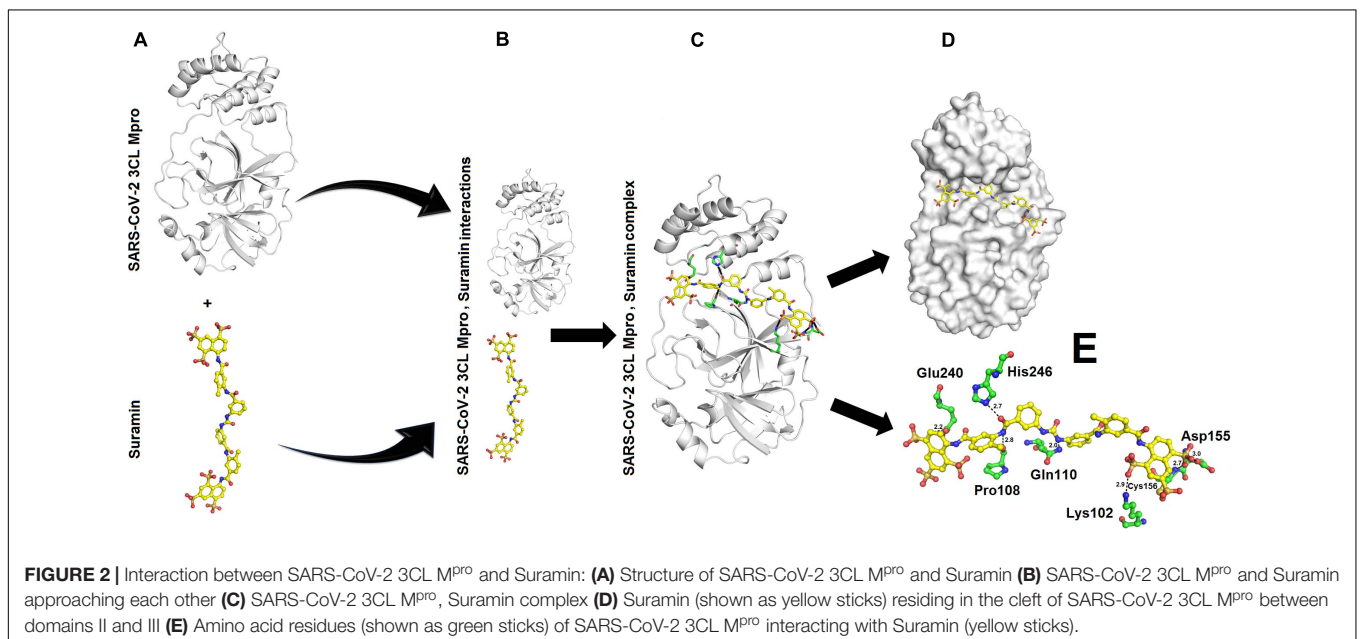 A
B
C
D
SARS-CoV-2 3CL Mpro
+
Suramin
SARS-CoV-2 3CL Mpro, Suramin interactions
SARS-CoV-2 3CL Mpro, Suramin complex
E
Glu240
His246
2.7
2.2
2.8
2.0
Pro108
Gln110
Asp155
3.0
2.7
Cys156
2.9
Lys102
FIGURE 2 | Interaction between SARS-CoV-2 3CL Mpro and Suramin: (A) Structure of SARS-CoV-2 3CL Mpro and Suramin (B) SARS-CoV-2 3CL Mpro and Suramin
approaching each other (C) SARS-CoV-2 3CL Mpro, Suramin complex (D) Suramin (shown as yellow sticks) residing in the cleft of SARS-CoV-2 3CL Mpro between
domains II and III (E) Amino acid residues (shown as green sticks) of SARS-CoV-2 3CL Mpro interacting with Suramin (yellow sticks).